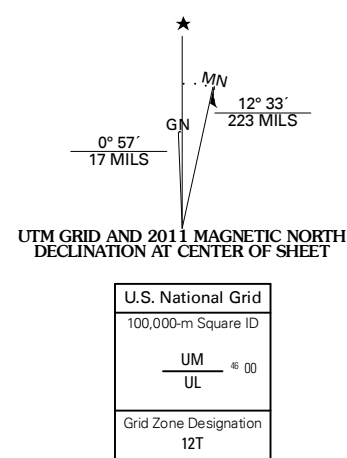 ★
MN
GN
12° 33´
223 MILS
0° 57´
17 MILS
UTM GRID AND 2011 MAGNETIC NORTH
DECLINATION AT CENTER OF SHEET
U.S. National Grid
100,000-m Square ID
UM
46 00
UL
Grid Zone Designation
12T